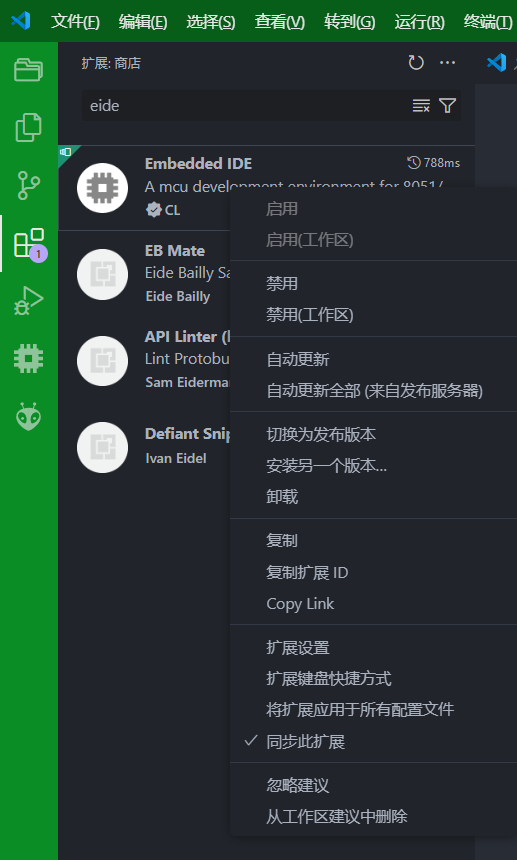 文件(F) 编辑(E) 选择(S) 查看(V) 转到(G) 运行(R) 终端(T)
扩展: 商店
eide
Embedded IDE 788ms
A mcu development environment for 8051/
CL
EB Mate
Eide Bailly Sa
Eide Bailly
API Linter (
Lint Protobu
Sam Eiderma
Defiant Snip
Ivan Eidel
1
启用
启用(工作区)
禁用
禁用(工作区)
自动更新
自动更新全部 (来自发布服务器)
切换为发布版本
安装另一个版本...
卸载
复制
复制扩展 ID
Copy Link
扩展设置
扩展键盘快捷方式
将扩展应用于所有配置文件
同步此扩展
忽略建议
从工作区建议中删除